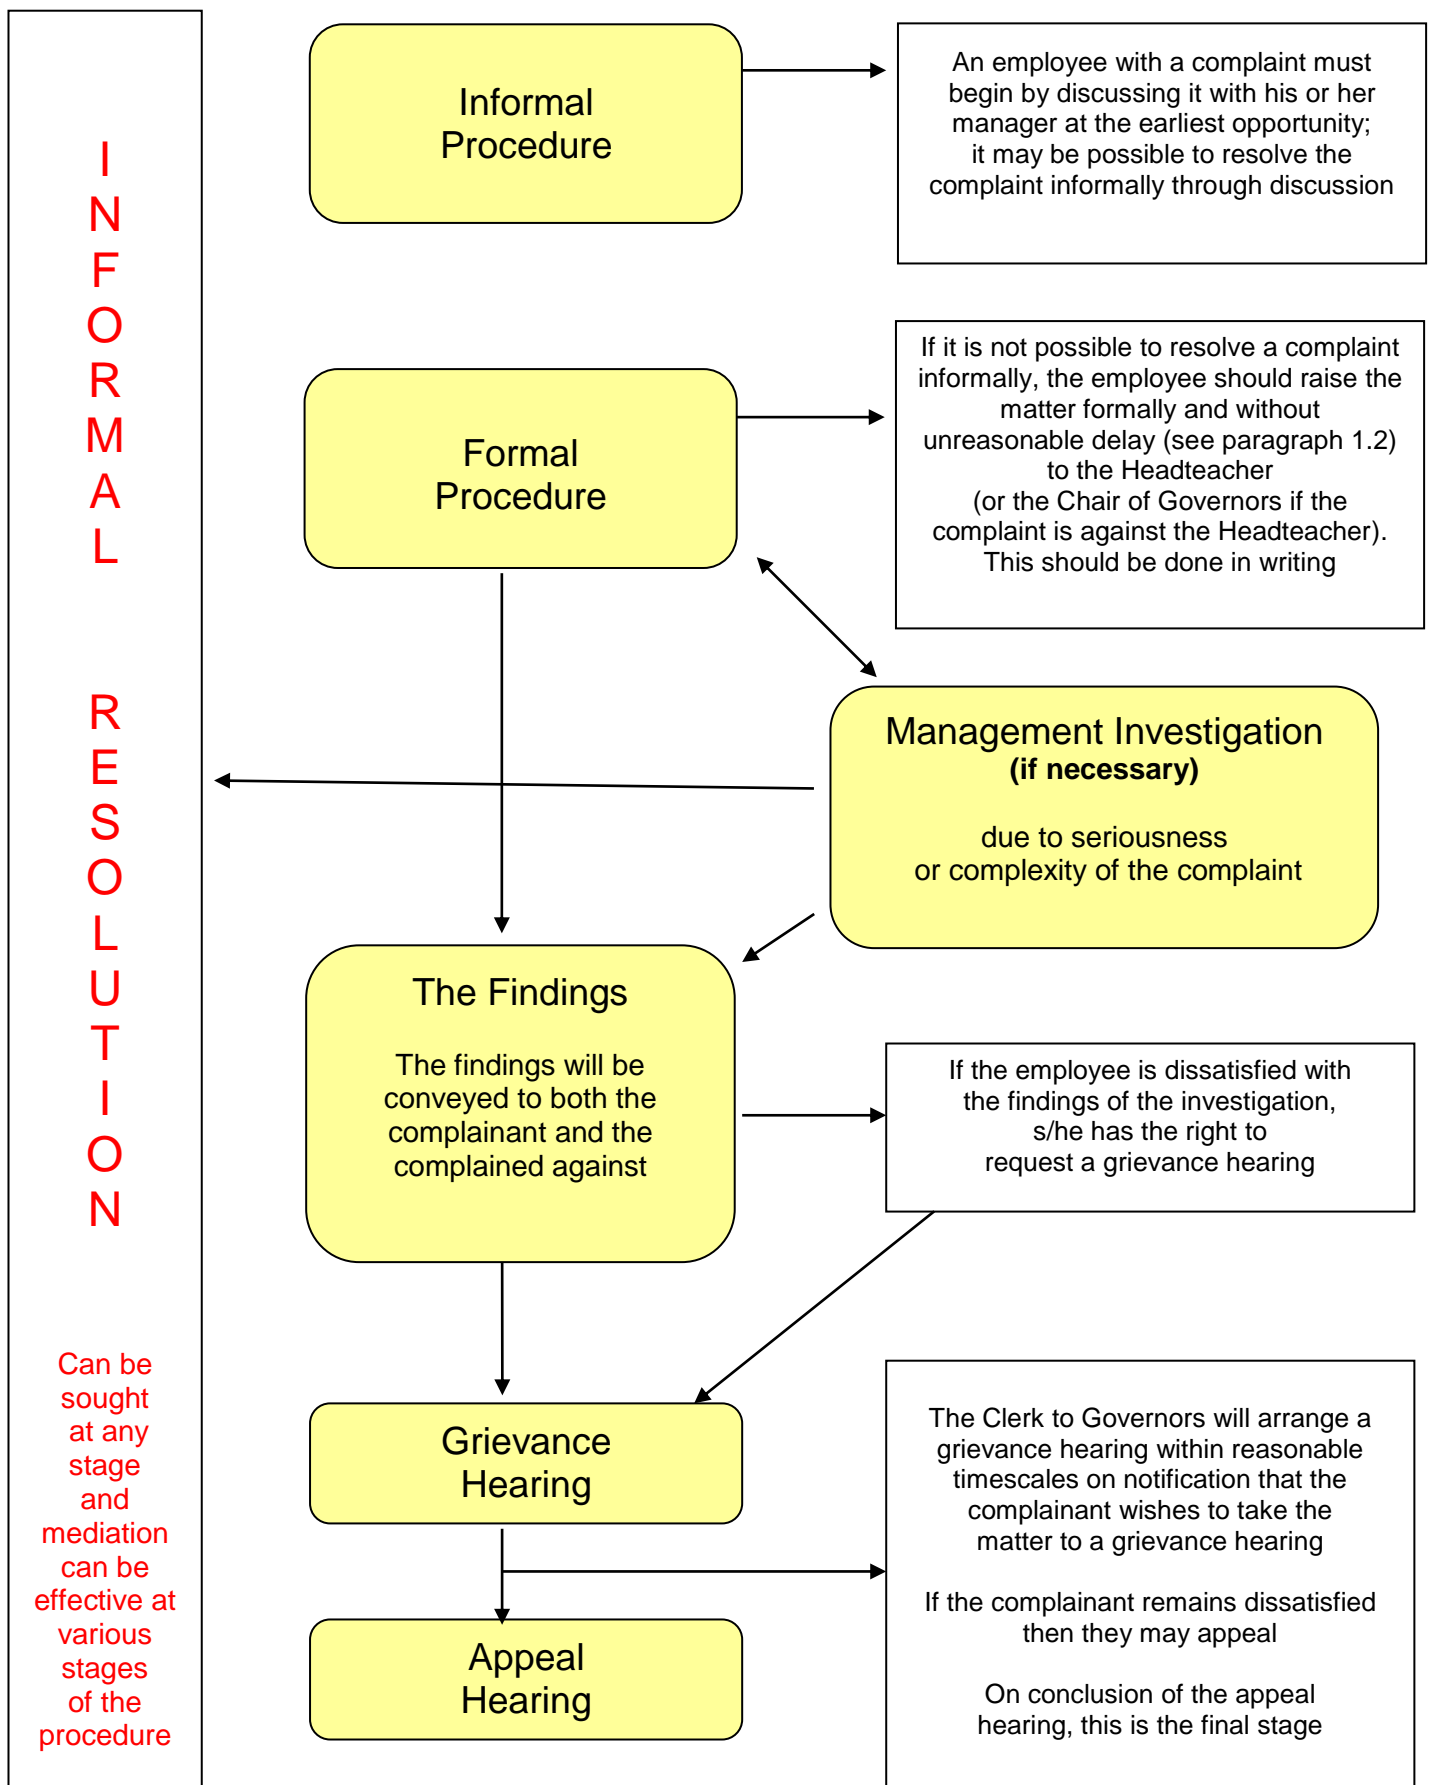 INFORMAL
RESOLUTION
Can be
sought
at any
stage
and
mediation
can be
effective at
various
stages
of the
procedure
Informal
Procedure
An employee with a complaint must
begin by discussing it with his or her
manager at the earliest opportunity;
it may be possible to resolve the
complaint informally through discussion
Formal
Procedure
If it is not possible to resolve a complaint
informally, the employee should raise the
matter formally and without
unreasonable delay (see paragraph 1.2)
to the Headteacher
(or the Chair of Governors if the
complaint is against the Headteacher).
This should be done in writing
Management Investigation
(if necessary)
due to seriousness
or complexity of the complaint
The Findings
The findings will be
conveyed to both the
complainant and the
complained against
If the employee is dissatisfied with
the findings of the investigation,
s/he has the right to
request a grievance hearing
Grievance
Hearing
The Clerk to Governors will arrange a
grievance hearing within reasonable
timescales on notification that the
complainant wishes to take the
matter to a grievance hearing
If the complainant remains dissatisfied
then they may appeal
On conclusion of the appeal
hearing, this is the final stage
Appeal
Hearing